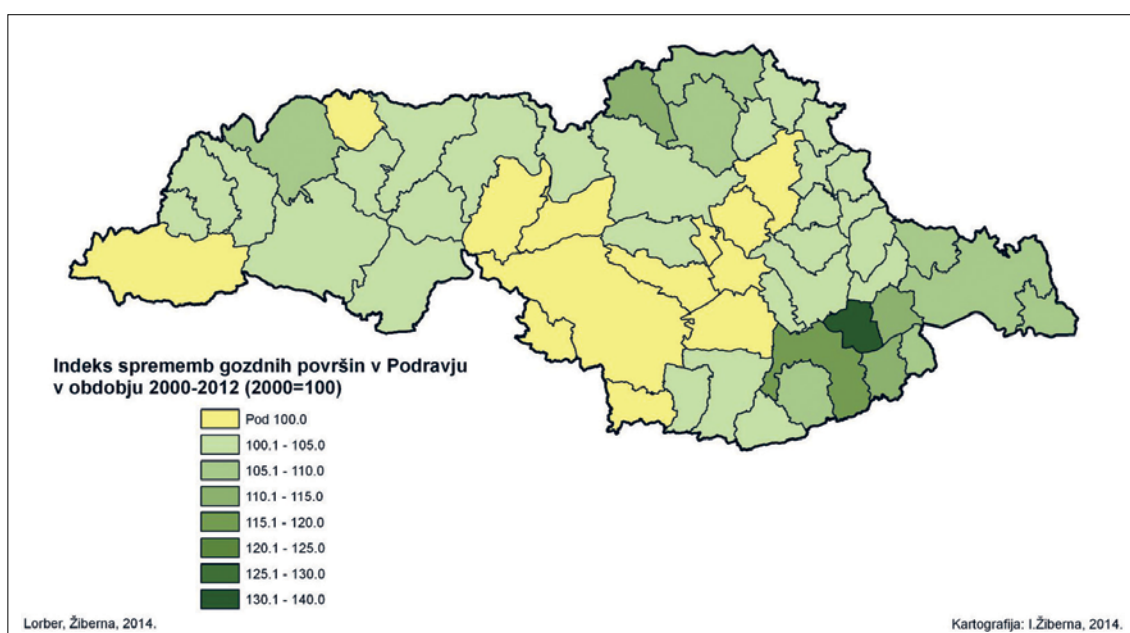 Indeks sprememb gozdnih površin v Podravju
v obdobju 2000-2012 (2000=100)
Pod 100.0
100.1 - 105.0
105.1 - 110.0
110.1 - 115.0
115.1 - 120.0
120.1 - 125.0
125.1 - 130.0
130.1 - 140.0
Lorber, Žiberna, 2014.
Kartografija: I.Žiberna, 2014.